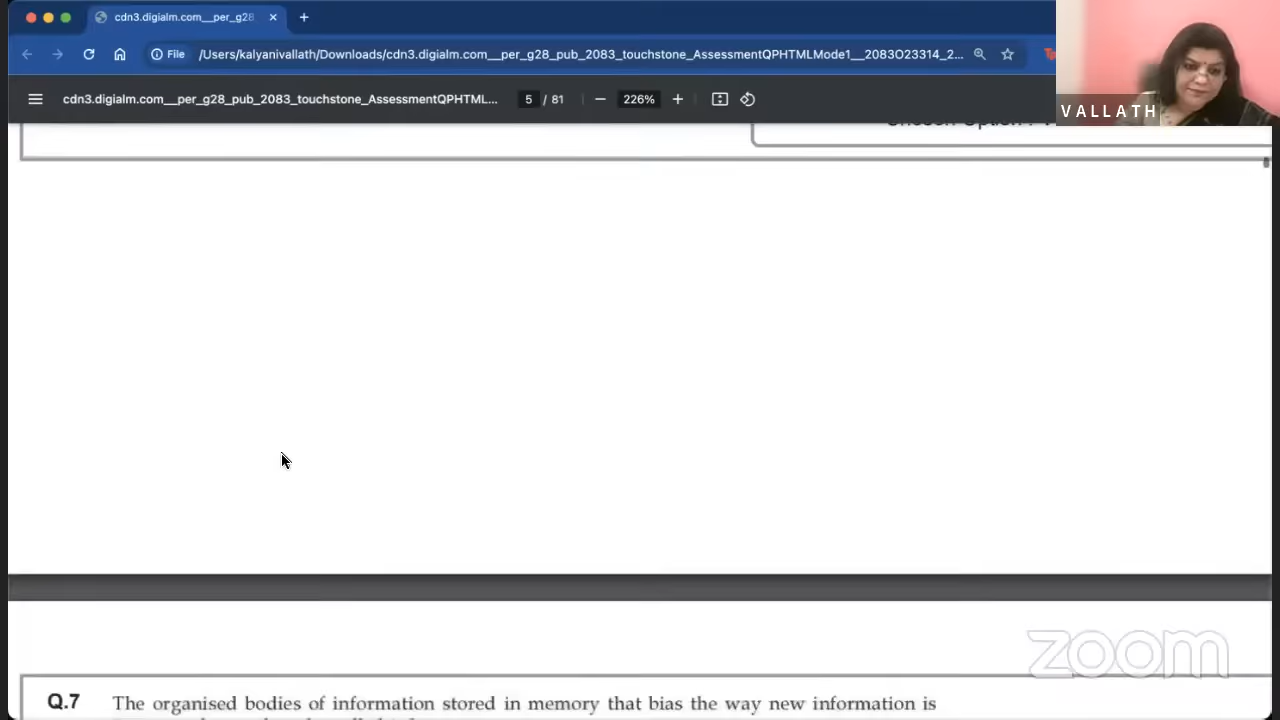 cdn3.digialm.com__per_g28
File
/Users/kalyanivallath/Downloads/cdn3.digialm.com__per_g28_pub_2083_touchstone_AssessmentQPHTMLMode1__2083O23314_2...
VALLATH
cdn3.digialm.com__per_g28_pub_2083_touchstone_AssessmentQPHTML...
5 / 81
226%
zoom
Q.7 The organised bodies of information stored in memory that bias the way new information is